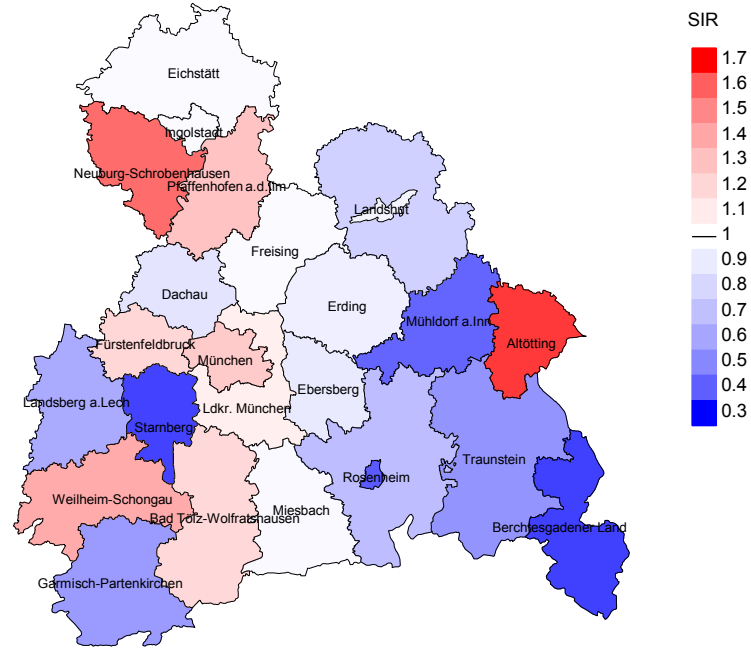 SIR
1.7
1.6
1.5
1.4
1.3
1.2
1.1
1
0.9
0.8
0.7
0.6
0.5
0.4
0.3
Eichstätt
Ingolstadt
Neuburg-Schrobenhausen
Pfaffenhofen a.d.Ilm
Landshut
Freising
Dachau
Erding
Mühldorf a.Inn
Altötting
Fürstenfeldbruck
München
Ebersberg
Landsberg a.Lech
Ldkr. München
Starnberg
Traunstein
Rosenheim
Weilheim-Schongau
Miesbach
Bad Tölz-Wolfratshausen
Berchtesgadener Land
Garmisch-Partenkirchen